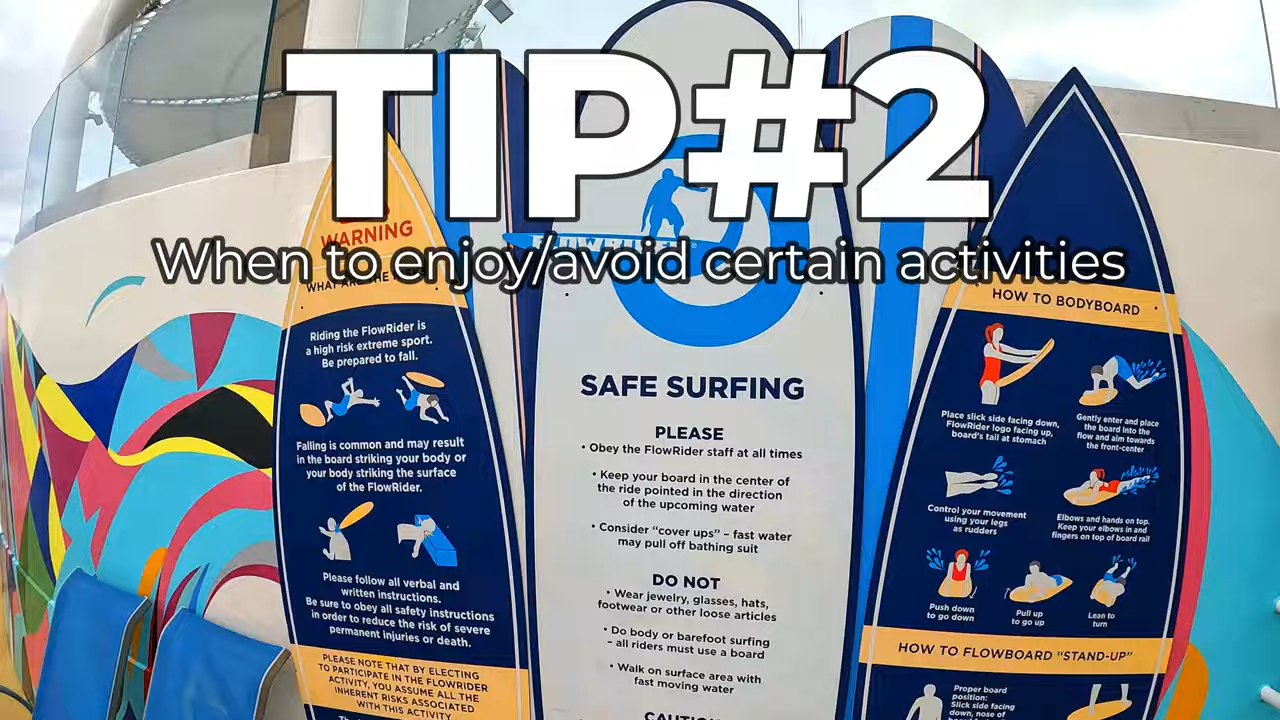 TIP#2
When to enjoy/avoid certain activities
WARNING
WHAT ARE THE
Riding the FlowRider is
a high risk extreme sport.
Be prepared to fall.
Falling is common and may result
in the board striking your body or
your body striking the surface
of the FlowRider.
Please follow all verbal and
written instructions.
Be sure to obey all safety instructions
in order to reduce the risk of severe
permanent injuries or death.
PLEASE NOTE THAT BY ELECTING
TO PARTICIPATE IN THE FLOWRIDER
ACTIVITY, YOU ASSUME ALL THE
INHERENT RISKS ASSOCIATED
WITH THIS ACTIVITY
FLOWRIDER®
SAFE SURFING
PLEASE
• Obey the FlowRider staff at all times
• Keep your board in the center of
the ride pointed in the direction
of the upcoming water
• Consider “cover ups” – fast water
may pull off bathing suit
DO NOT
• Wear jewelry, glasses, hats,
footwear or other loose articles
• Do body or barefoot surfing
– all riders must use a board
• Walk on surface area with
fast moving water
HOW TO BODYBOARD
Place slick side facing down,
FlowRider logo facing up,
board's tail at stomach
Gently enter and place
the board into the
flow and aim towards
the front-center
Control your movement
using your legs
as rudders
Elbows and hands on top.
Keep your elbows in and
fingers on top of board rail
Push down
to go down
Pull up
to go up
Lean to
turn
HOW TO FLOWBOARD “STAND-UP”
Proper board
position:
Slick side facing
down, nose of